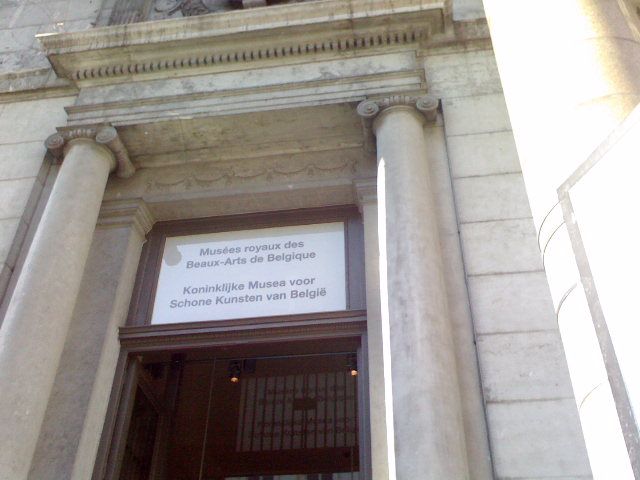 Musées royaux des
Beaux-Arts de Belgique
Koninklijke Musea voor
Schone Kunsten van België